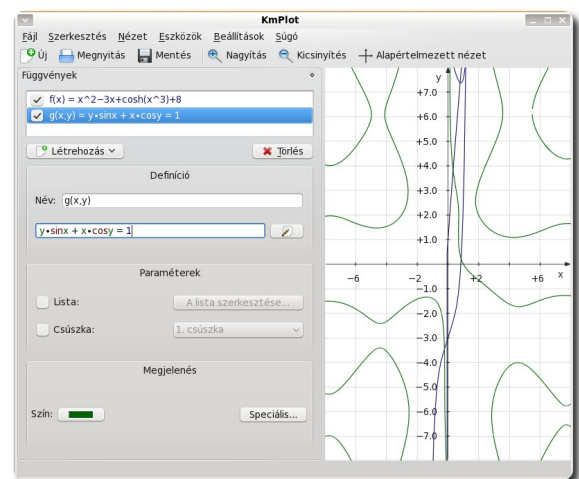 KmPlot
Fájl Szerkesztés Nézet Eszközök Beállítások Súgó
Új Megnyitás Mentés Nagyítás Kicsinyítés Alapértelmezett nézet
Függvények
f(x) = x^2−3x+cosh(x^3)+8
g(x,y) = y•sinx + x•cosy = 1
Létrehozás Törlés
Definíció
Név: g(x,y)
y•sinx + x•cosy = 1
Paraméterek
Lista: A lista szerkesztése...
Csúszka: 1. csúszka
Megjelenés
Szín: Speciális...
y
+7.0
+6.0
+5.0
+4.0
+3.0
+2.0
+1.0
−6 −2 +2 +6 x
−1.0
−2.0
−3.0
−4.0
−5.0
−6.0
−7.0